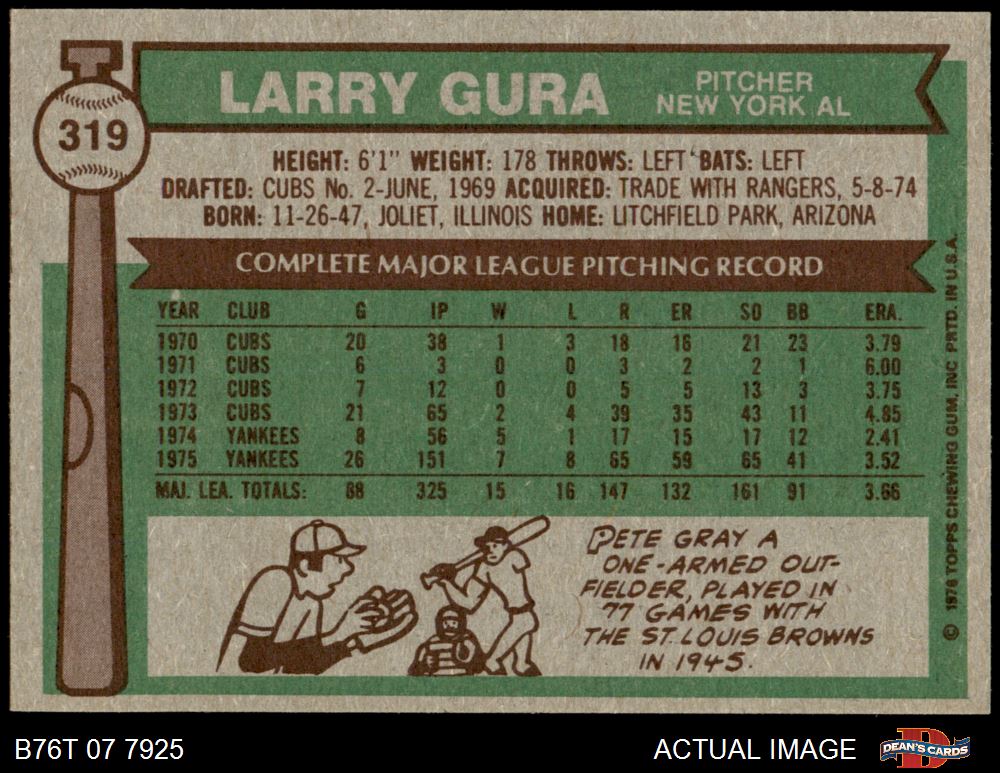 LARRY GURA
PITCHER
NEW YORK AL
319
HEIGHT: 6'1" WEIGHT: 178 THROWS: LEFT BATS: LEFT
DRAFTED: CUBS No. 2-JUNE, 1969 ACQUIRED: TRADE WITH RANGERS, 5-8-74
BORN: 11-26-47, JOLIET, ILLINOIS HOME: LITCHFIELD PARK, ARIZONA
COMPLETE MAJOR LEAGUE PITCHING RECORD
YEAR CLUB G IP W L R ER SO BB ERA.
1970 CUBS 20 38 1 3 18 16 21 23 3.79
1971 CUBS 6 3 0 0 3 2 2 1 6.00
1972 CUBS 7 12 0 0 5 5 13 3 3.75
1973 CUBS 21 65 2 4 39 35 43 11 4.85
1974 YANKEES 8 56 5 1 17 15 17 12 2.41
1975 YANKEES 26 151 7 8 65 59 65 41 3.52
MAJ. LEA. TOTALS: 88 325 15 16 147 132 161 91 3.66
PETE GRAY A
ONE-ARMED OUT-
FIELDER, PLAYED IN
77 GAMES WITH
THE ST. LOUIS BROWNS
IN 1945.
© 1976 TOPPS CHEWING GUM, INC PRTD. IN U.S.A.
B76T 07 7925
ACTUAL IMAGE
DEAN'S CARDS